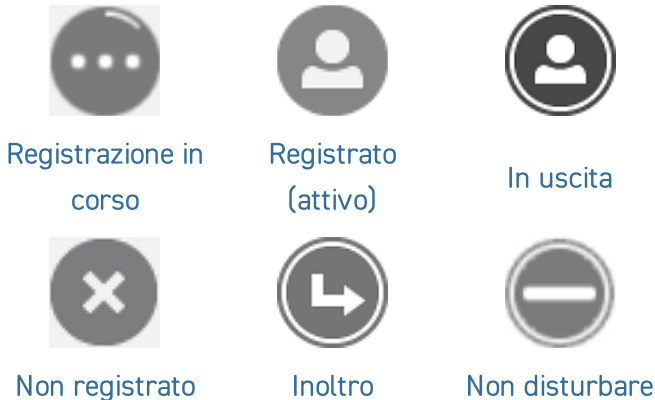 Registrazione in
corso
Registrato
(attivo)
In uscita
Non registrato
Inoltro
Non disturbare